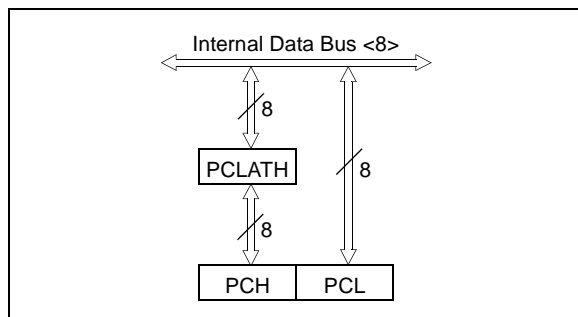 Internal Data Bus <8>
8
PCLATH
8
8
PCH PCL